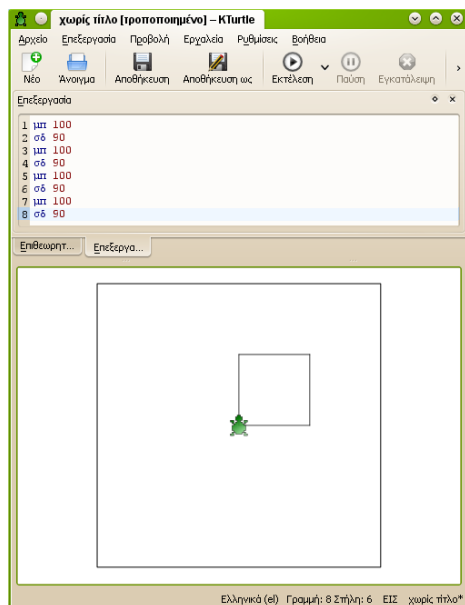 χωρίς τίτλο [τροποποιημένο] – KTurtle
Αρχείο Επεξεργασία Προβολή Εργαλεία Ρυθμίσεις Βοήθεια
Νέο Άνοιγμα Αποθήκευση Αποθήκευση ως Εκτέλεση Παύση Εγκατάλειψη
Επεξεργασία
1 μπ 100
2 σδ 90
3 μπ 100
4 σδ 90
5 μπ 100
6 σδ 90
7 μπ 100
8 σδ 90
Επιθεωρητ... Επεξεργα...
Ελληνικά (el) Γραμμή: 8 Στήλη: 6 ΕΙΣ χωρίς τίτλο*